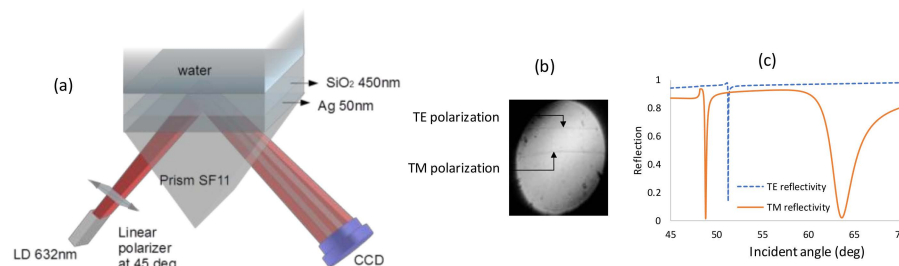 (a)
water
SiO₂ 450nm
Ag 50nm
Prism SF11
Linear
polarizer
at 45 deg
LD 632nm
CCD
(b)
TE polarization
TM polarization
(c)
Reflection
1
0.8
0.6
0.4
0.2
0
45
50
55
60
65
TE reflectivity
TM reflectivity
Incident angle (deg)